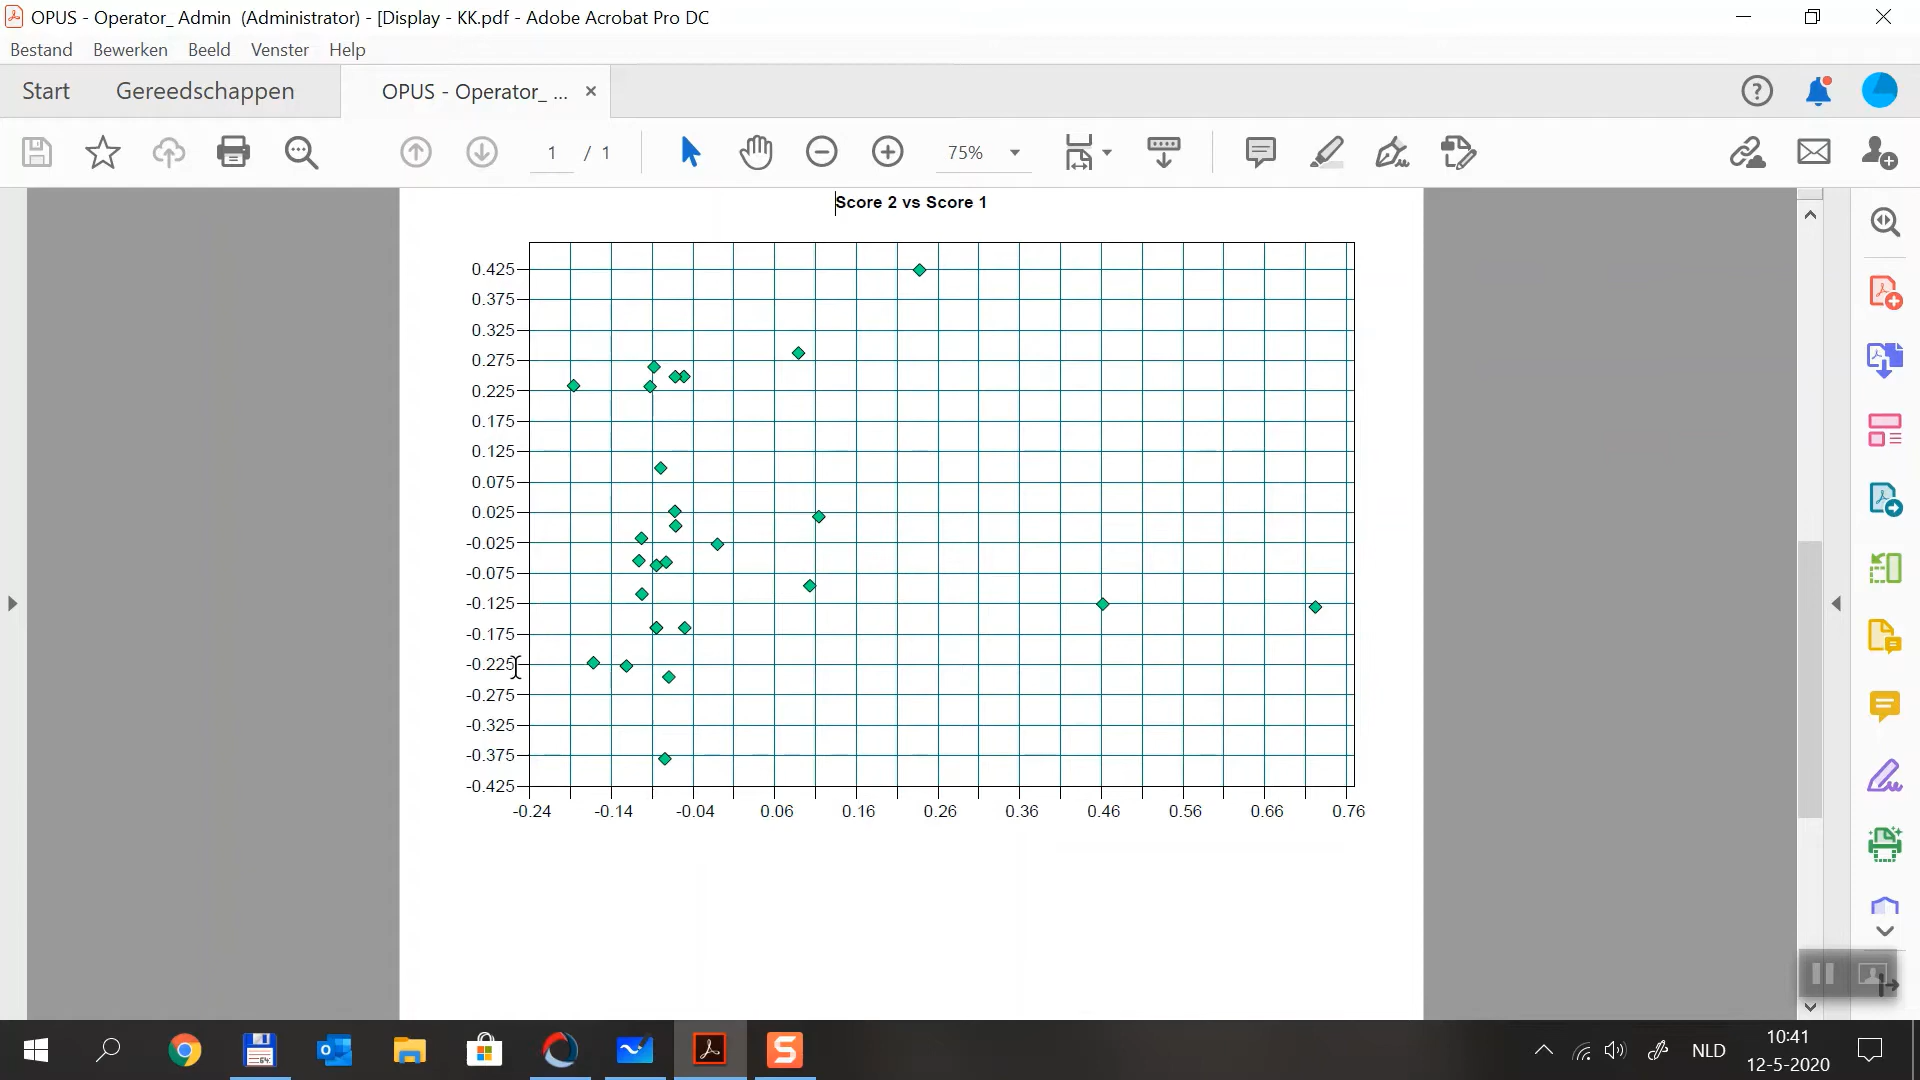 OPUS - Operator_ Admin  (Administrator) - [Display - KK.pdf - Adobe Acrobat Pro DC
Bestand Bewerken Beeld Venster Help
Start Gereedschappen OPUS - Operator_ ... ×
1 / 1 75%
Score 2 vs Score 1
0.425
0.375
0.325
0.275
0.225
0.175
0.125
0.075
0.025
-0.025
-0.075
-0.125
-0.175
-0.225
-0.275
-0.325
-0.375
-0.425
-0.24 -0.14 -0.04 0.06 0.16 0.26 0.36 0.46 0.56 0.66 0.76
64
S
NLD
10:41
12-5-2020